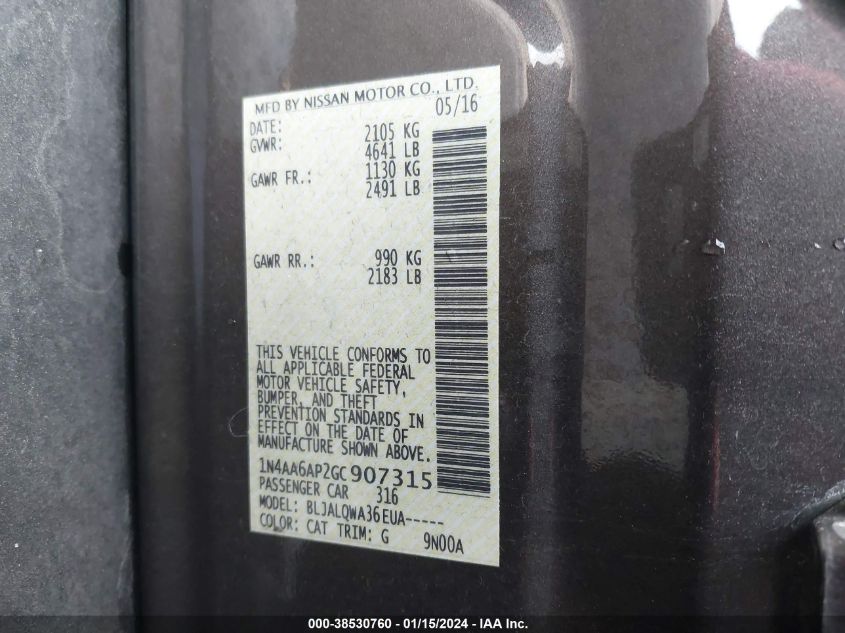 MFD BY NISSAN MOTOR CO., LTD.
DATE: 05/16
GVWR: 2105 KG
4641 LB
GAWR FR.: 1130 KG
2491 LB
GAWR RR.: 990 KG
2183 LB
THIS VEHICLE CONFORMS TO
ALL APPLICABLE FEDERAL
MOTOR VEHICLE SAFETY,
BUMPER, AND THEFT
PREVENTION STANDARDS IN
EFFECT ON THE DATE OF
MANUFACTURE SHOWN ABOVE.
1N4AA6AP2GC907315
PASSENGER CAR 316
MODEL: BLJALQWA36EUA-----
COLOR: CAT TRIM: G 9N00A
000-38530760 - 01/15/2024 - IAA Inc.